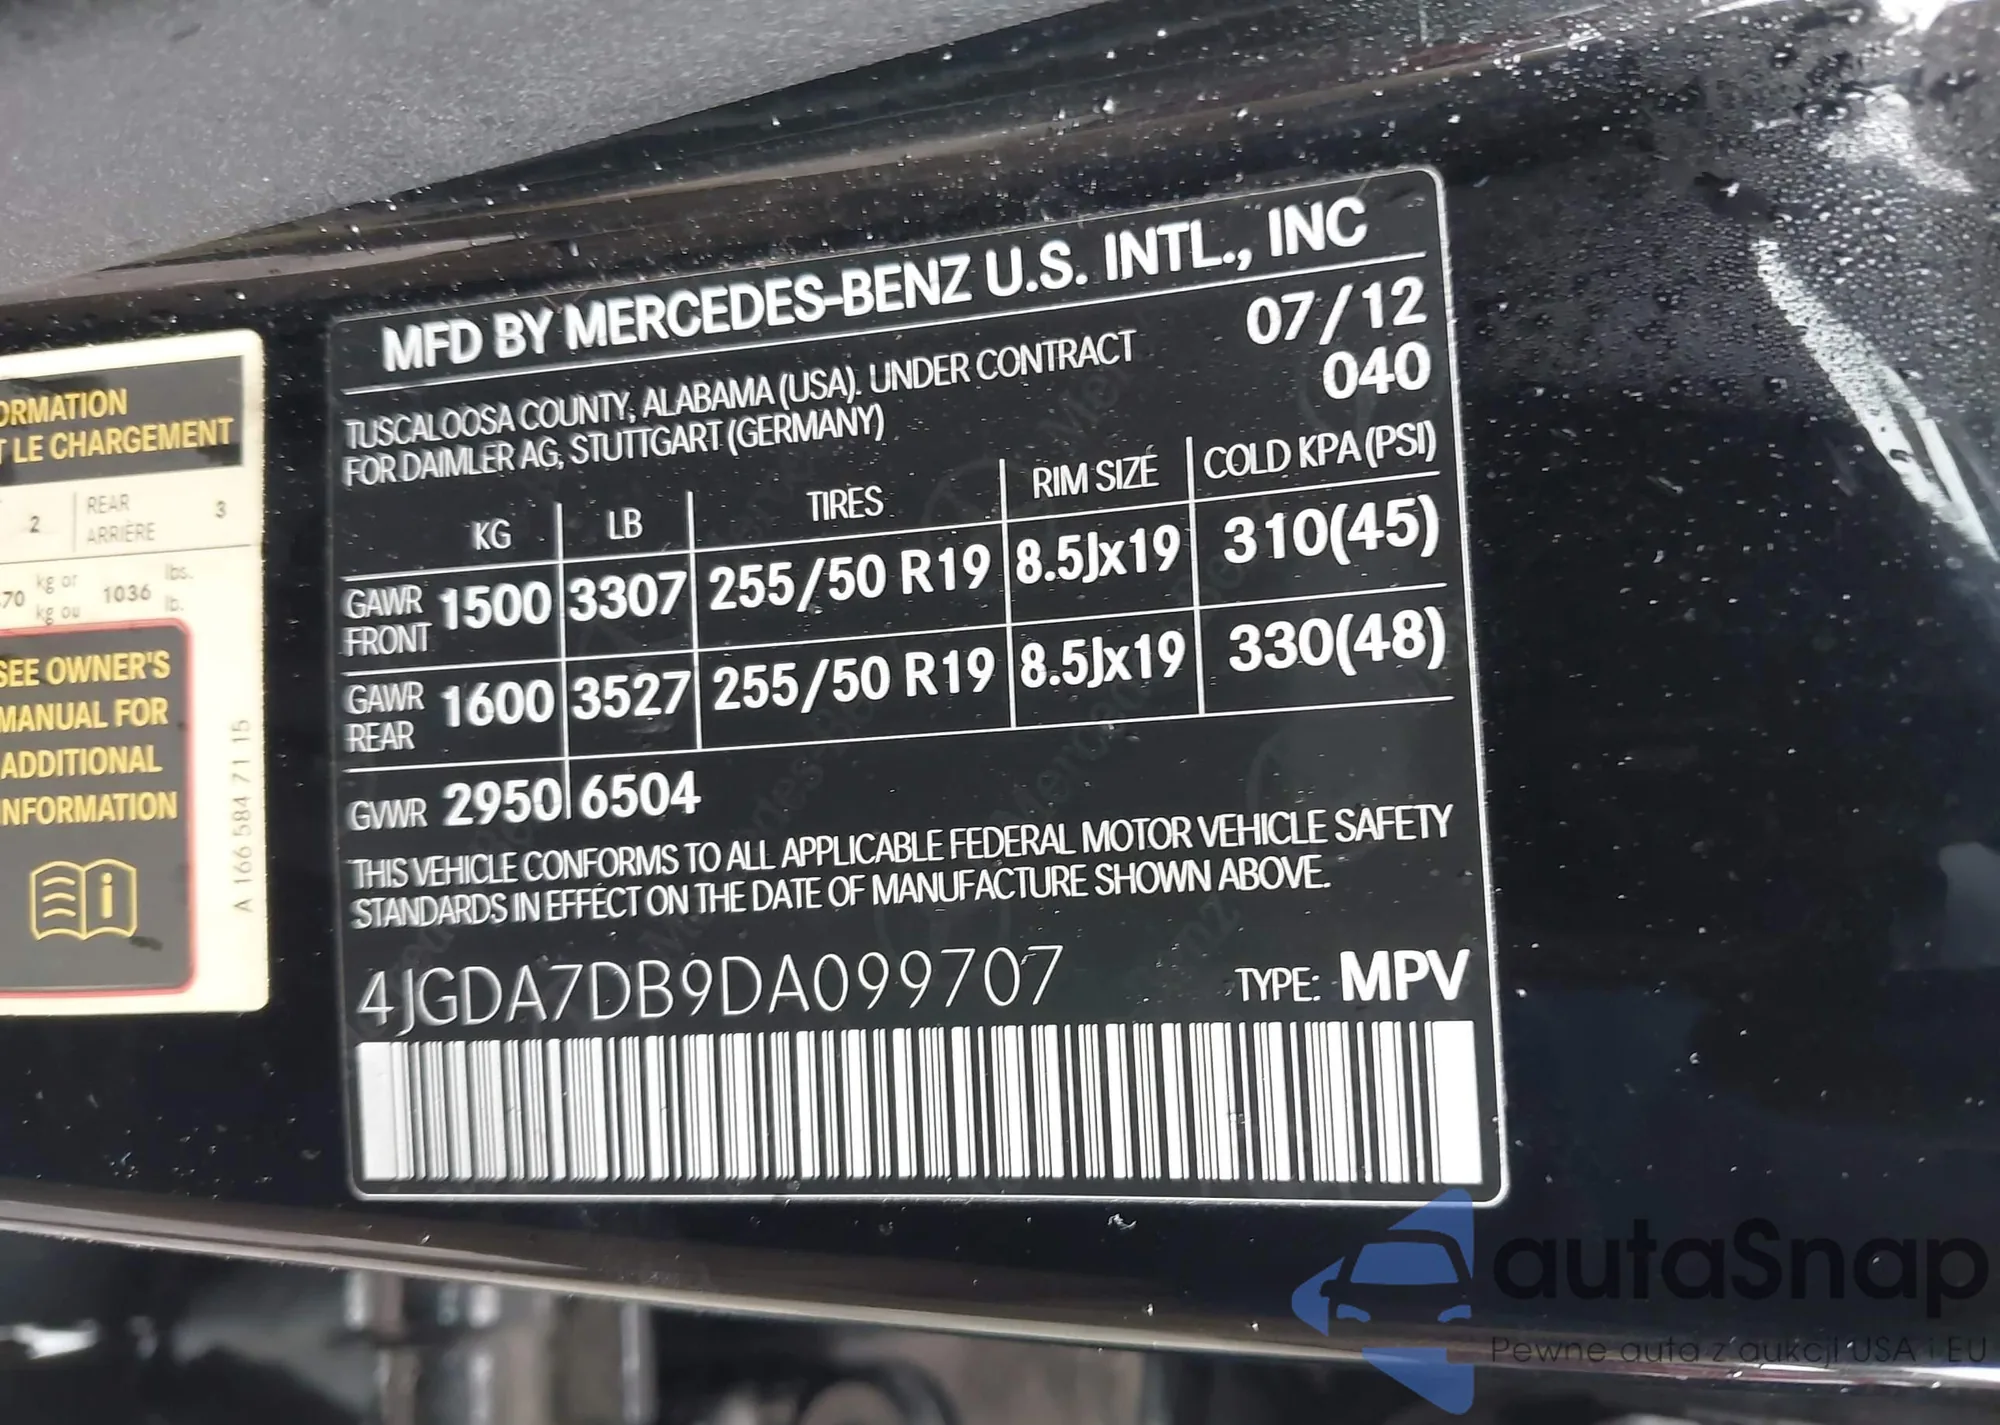 ORMATION
T LE CHARGEMENT
2 REAR ARRIÈRE 3
70 kg or kg ou 1036 lbs. lb.
SEE OWNER'S
MANUAL FOR
ADDITIONAL
INFORMATION
A 166 584 71 15
MFD BY MERCEDES-BENZ U.S. INTL., INC
TUSCALOOSA COUNTY, ALABAMA (USA). UNDER CONTRACT 07/12
FOR DAIMLER AG, STUTTGART (GERMANY) 040
KG LB TIRES RIM SIZE COLD KPA (PSI)
GAWR FRONT 1500 3307 255/50 R19 8.5Jx19 310(45)
GAWR REAR 1600 3527 255/50 R19 8.5Jx19 330(48)
GVWR 2950 6504
THIS VEHICLE CONFORMS TO ALL APPLICABLE FEDERAL MOTOR VEHICLE SAFETY
STANDARDS IN EFFECT ON THE DATE OF MANUFACTURE SHOWN ABOVE.
4JGDA7DB9DA099707 TYPE: MPV
autaSnap
Pewne auta z aukcji USA i EU